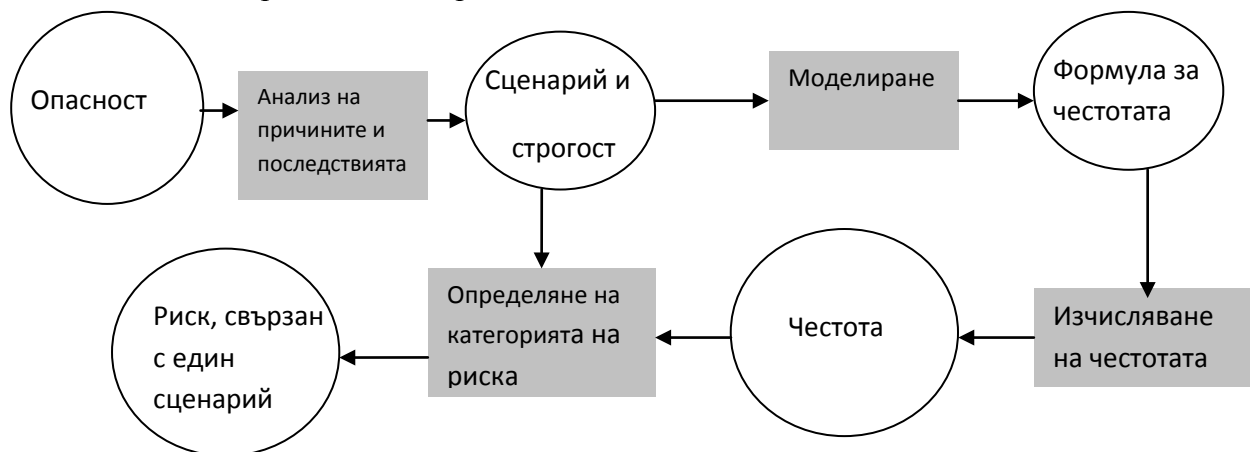 Опасност
Анализ на
причините и
последствията
Сценарий и
строгост
Моделиране
Формула за
честотата
Риск, свързан
с един
сценарий
Определяне на
категорията на
риска
Честота
Изчисляване
на честотата